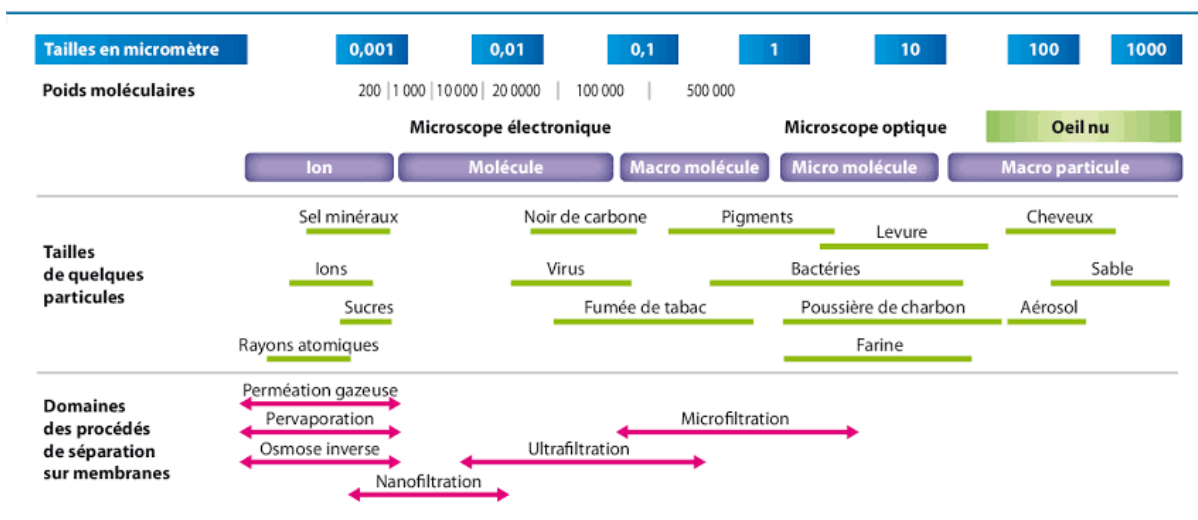 Tailles en micromètre 0,001 0,01 0,1 1 10 100 1000
Poids moléculaires 200 | 1 000 | 10 000 | 20 0000 | 100 000 | 500 000
Microscope électronique Microscope optique Oeil nu
Ion Molécule Macro molécule Micro molécule Macro particule
Tailles
de quelques
particules
Sel minéraux Noir de carbone Pigments Levure Cheveux
Ions Virus Bactéries Sable
Sucres Fumée de tabac Poussière de charbon Aérosol
Rayons atomiques Farine
Domaines
des procédés
de séparation
sur membranes
Perméation gazeuse
Pervaporation Microfiltration
Osmose inverse Ultrafiltration
Nanofiltration